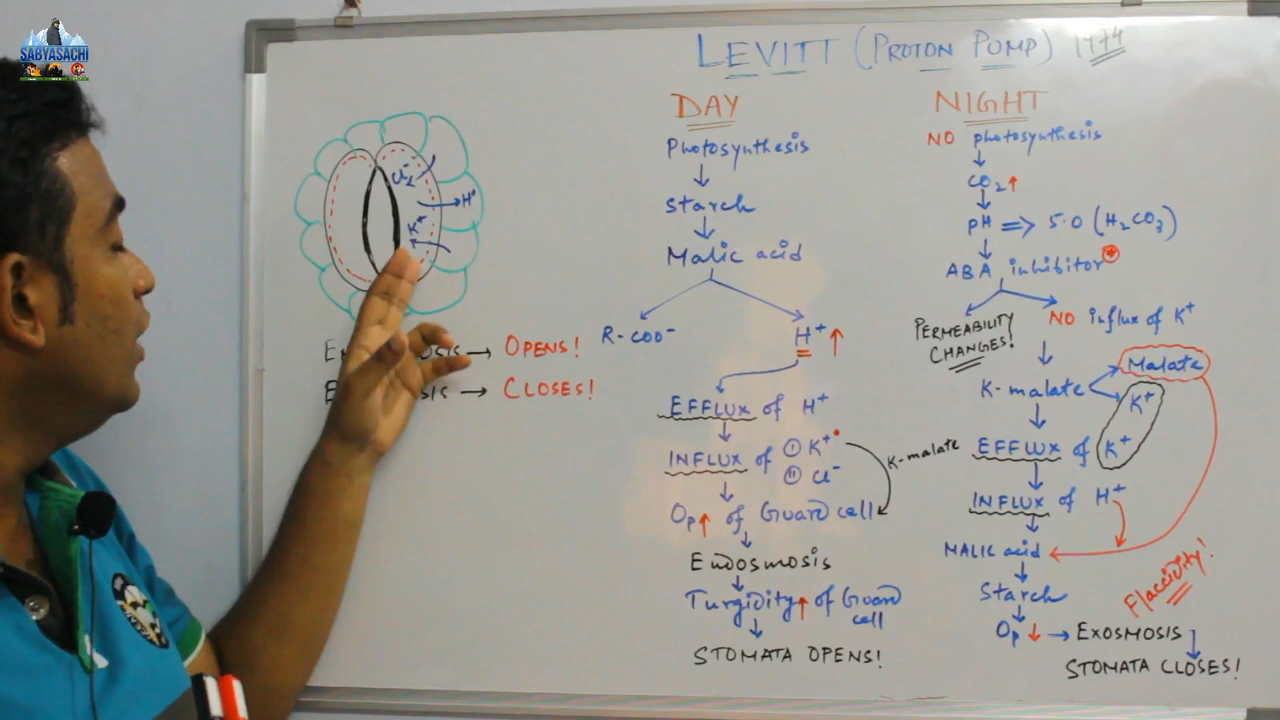 SABYASACHI
LEVITT (PROTON PUMP) 1974
DAY
Photosynthesis
Starch
Malic acid
R-COO⁻
H⁺ ↑
EFFLUX of H⁺
INFLUX of ① K⁺
② Cl⁻
K-malate
Op↑ of Guard cell
Endosmosis
Turgidity↑ of Guard
cell
STOMATA OPENS!
NIGHT
NO photosynthesis
CO₂↑
pH => 5.0 (H₂CO₃)
ABA inhibitor
PERMEABILITY
CHANGES!
NO influx of K⁺
K-malate
Malate
K⁺
EFFLUX of K⁺
INFLUX of H⁺
MALIC acid
Starch
Flaccidity!
Op ↓ → EXOSMOSIS
STOMATA CLOSES!
Cl⁻
H⁺
K⁺
→ OPENS!
→ CLOSES!